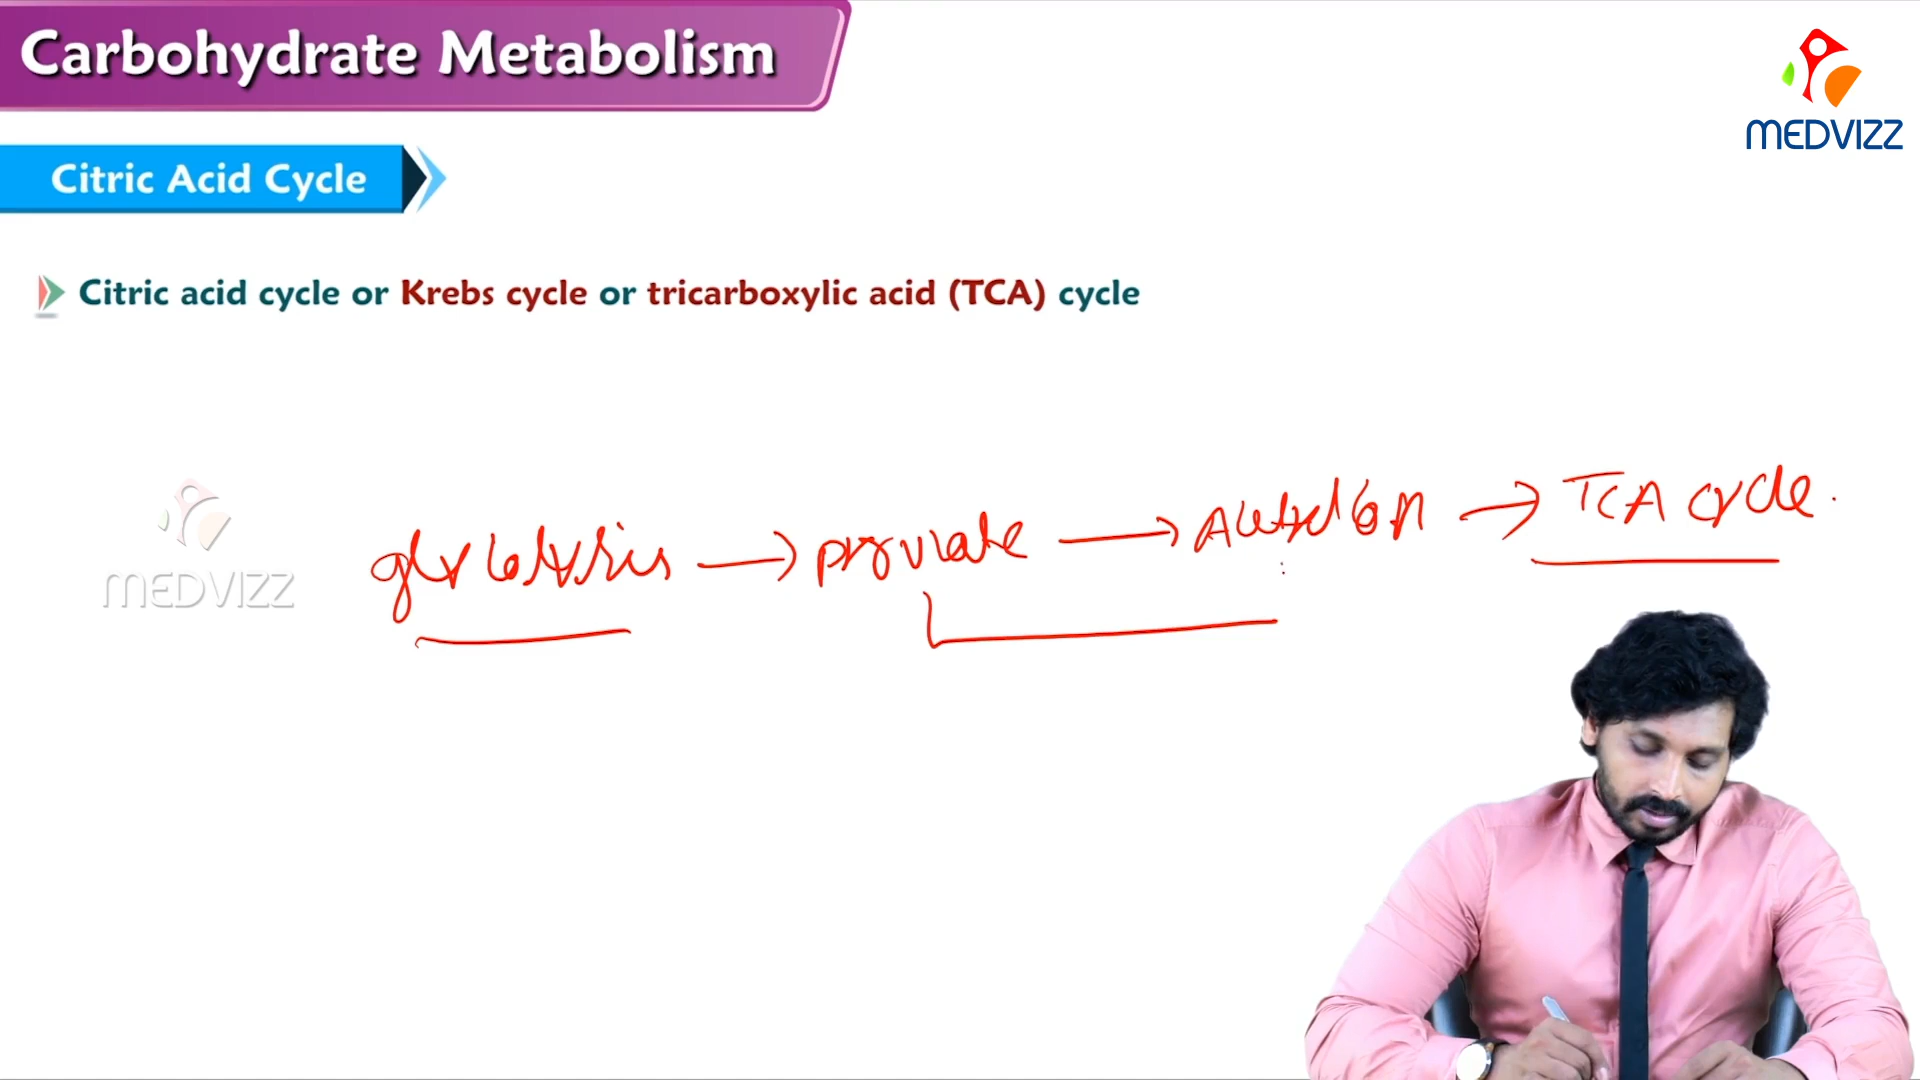 Carbohydrate Metabolism
MEDVIZZ
Citric Acid Cycle
Citric acid cycle or Krebs cycle or tricarboxylic acid (TCA) cycle
glycolysis → pyruvate → → TCA cycle.
MEDVIZZ